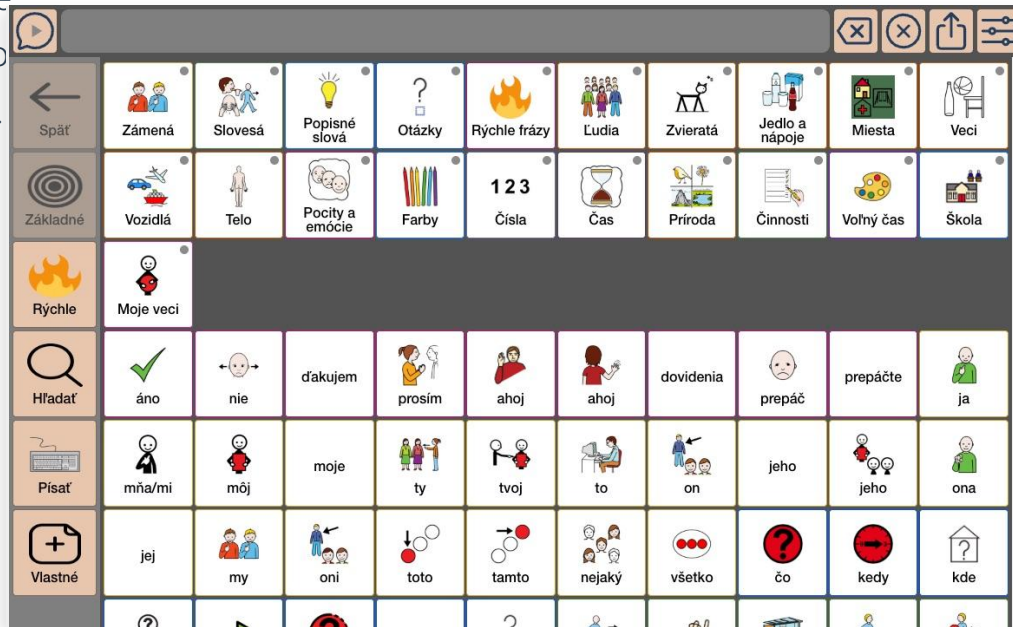 Späť
Zámená
Slovesá
Popisné
slová
Otázky
Rýchle frázy
Ľudia
Zvieratá
Jedlo a
nápoje
Miesta
Veci
Základné
Vozidlá
Telo
Pocity a
emócie
Farby
1 2 3
Čísla
Čas
Príroda
Činnosti
Voľný čas
Škola
Rýchle
Moje veci
Hľadať
áno
nie
ďakujem
prosím
ahoj
ahoj
dovidenia
prepáč
prepáčte
ja
Písať
mňa/mi
môj
moje
ty
tvoj
to
on
jeho
jeho
ona
Vlastné
jej
my
oni
toto
tamto
nejaký
všetko
čo
kedy
kde